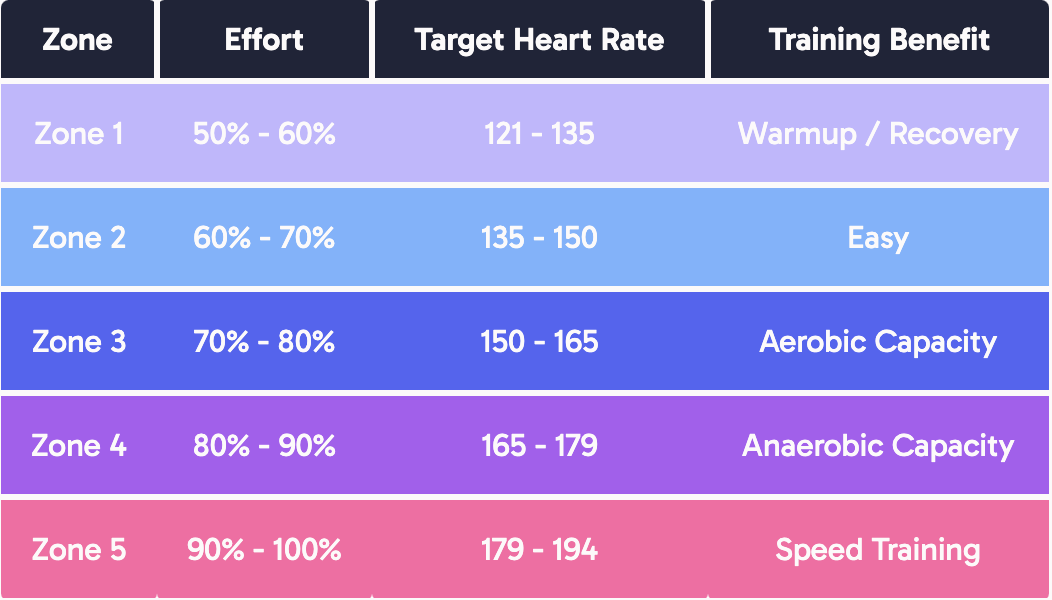 Zone Effort Target Heart Rate Training Benefit
Zone 1 50% - 60% 121 - 135 Warmup / Recovery
Zone 2 60% - 70% 135 - 150 Easy
Zone 3 70% - 80% 150 - 165 Aerobic Capacity
Zone 4 80% - 90% 165 - 179 Anaerobic Capacity
Zone 5 90% - 100% 179 - 194 Speed Training